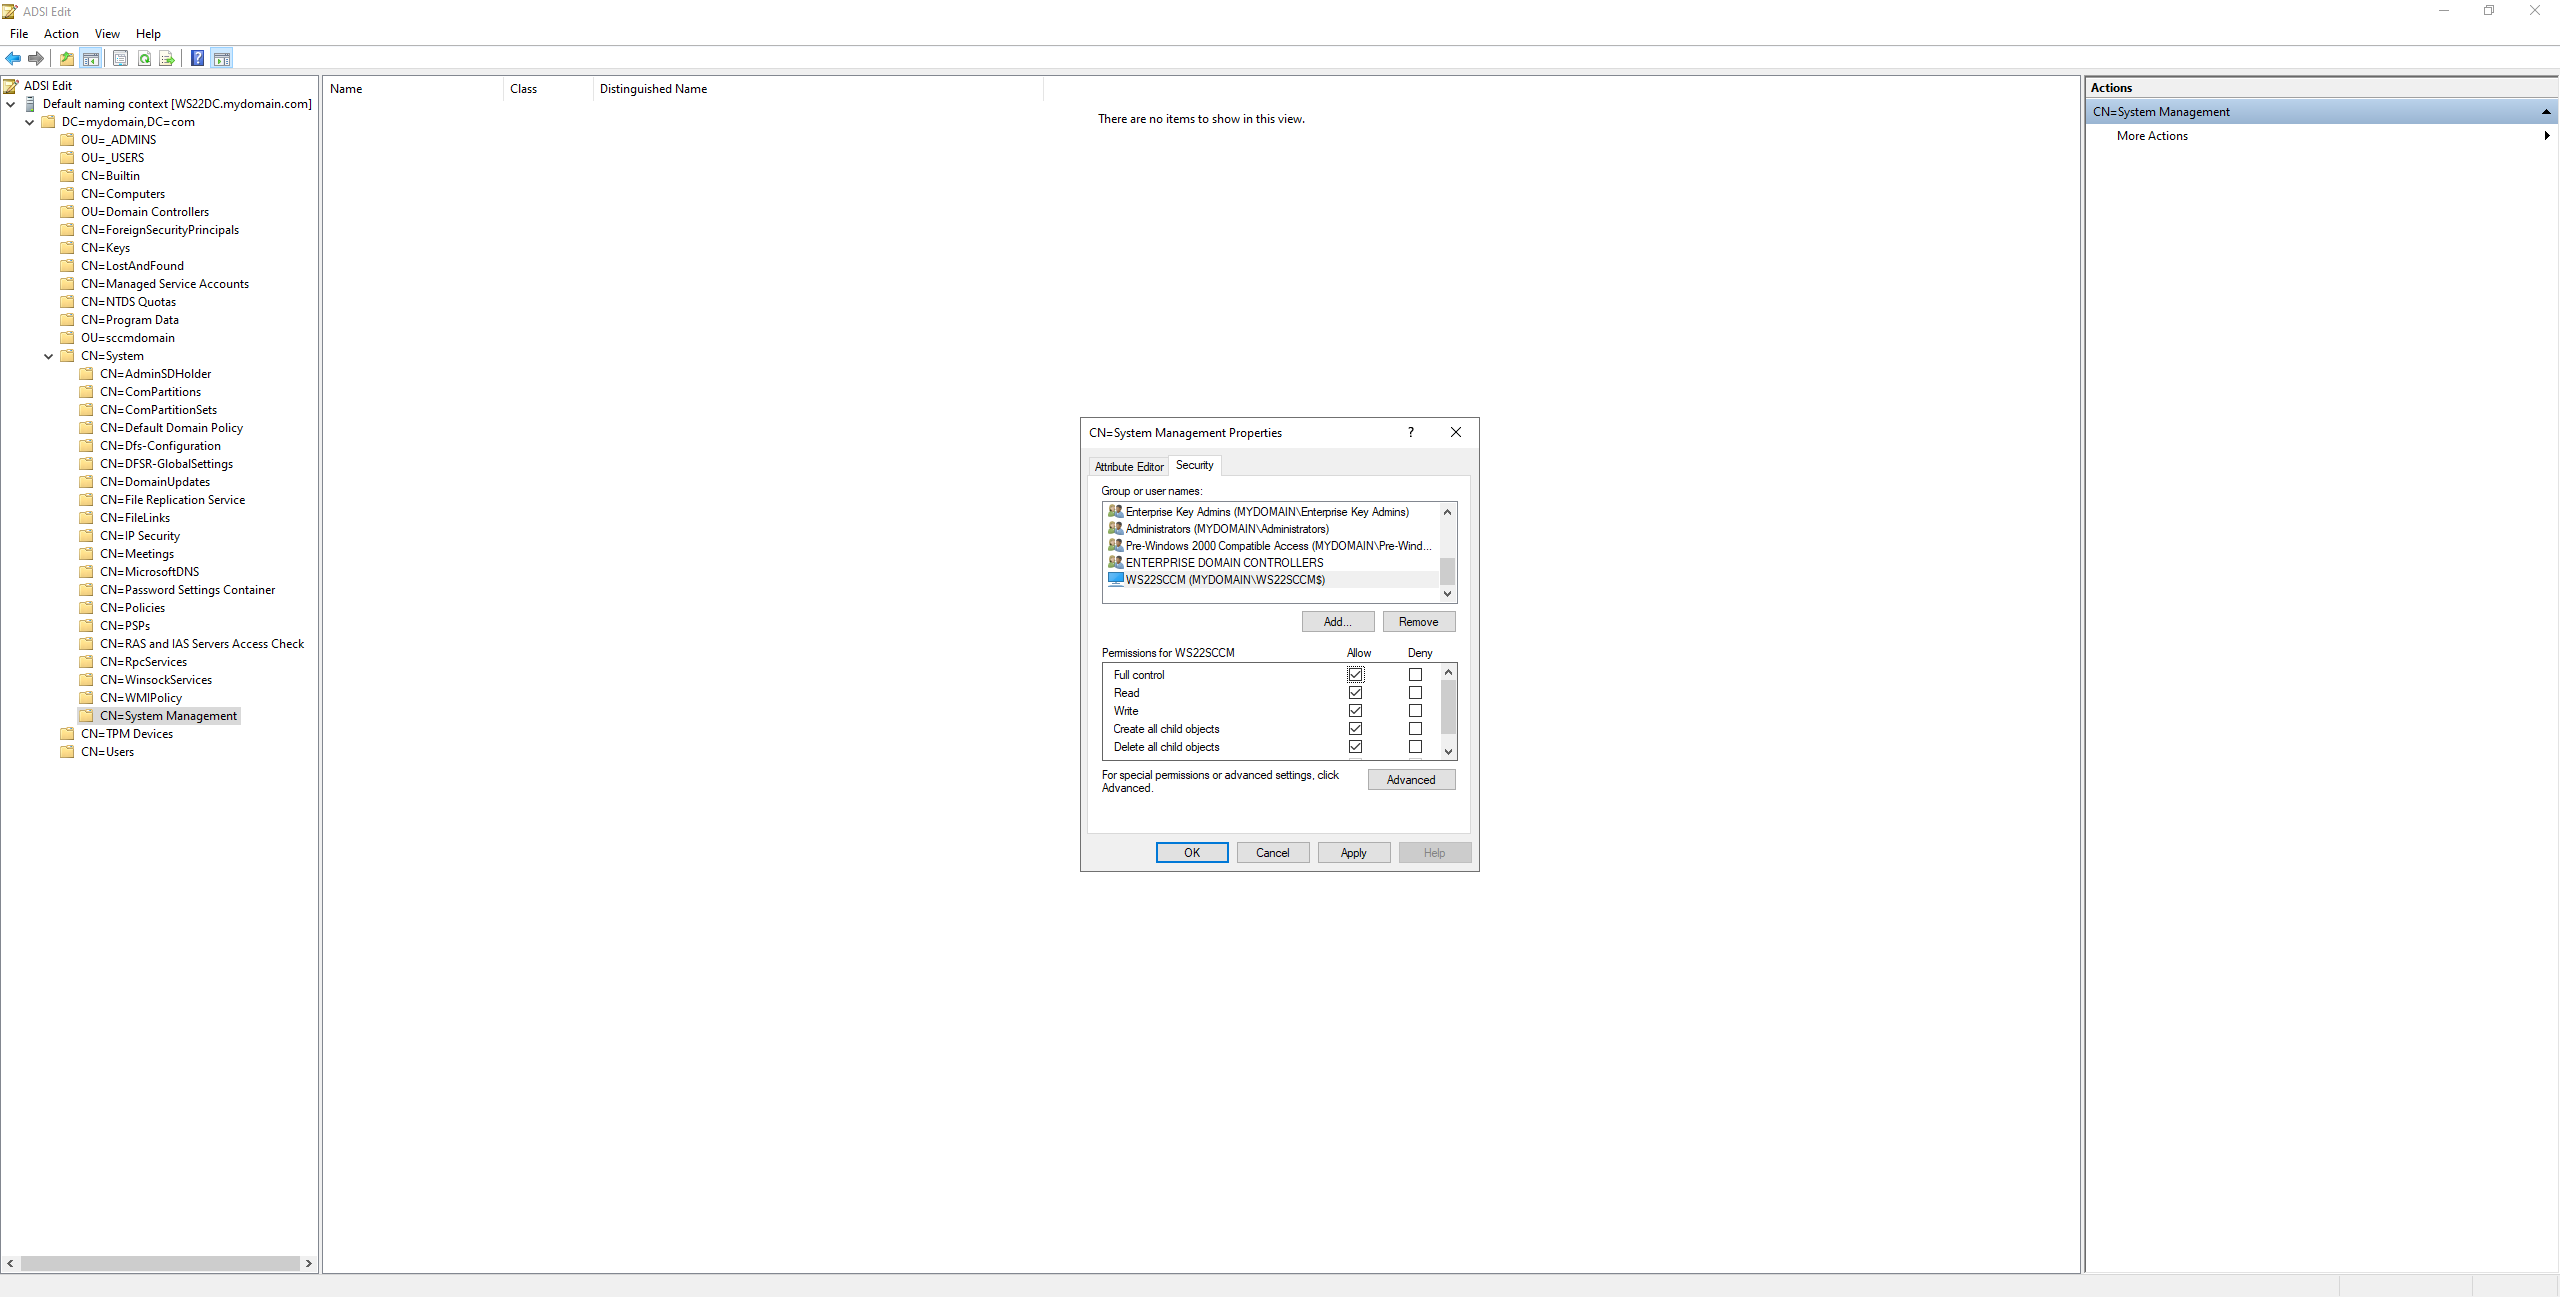 ADSI Edit
File Action View Help
ADSI Edit
Default naming context [WS22DC.mydomain.com]
DC=mydomain,DC=com
OU=_ADMINS
OU=_USERS
CN=Builtin
CN=Computers
OU=Domain Controllers
CN=ForeignSecurityPrincipals
CN=Keys
CN=LostAndFound
CN=Managed Service Accounts
CN=NTDS Quotas
CN=Program Data
OU=sccmdomain
CN=System
CN=AdminSDHolder
CN=ComPartitions
CN=ComPartitionSets
CN=Default Domain Policy
CN=Dfs-Configuration
CN=DFSR-GlobalSettings
CN=DomainUpdates
CN=File Replication Service
CN=FileLinks
CN=IP Security
CN=Meetings
CN=MicrosoftDNS
CN=Password Settings Container
CN=Policies
CN=PSPs
CN=RAS and IAS Servers Access Check
CN=RpcServices
CN=WinsockServices
CN=WMIPolicy
CN=System Management
CN=TPM Devices
CN=Users
Name Class Distinguished Name
There are no items to show in this view.
CN=System Management Properties
?
Attribute Editor Security
Group or user names:
Enterprise Key Admins (MYDOMAIN\Enterprise Key Admins)
Administrators (MYDOMAIN\Administrators)
Pre-Windows 2000 Compatible Access (MYDOMAIN\Pre-Wind...
ENTERPRISE DOMAIN CONTROLLERS
WS22SCCM (MYDOMAIN\WS22SCCM$)
Add... Remove
Permissions for WS22SCCM Allow Deny
Full control
Read
Write
Create all child objects
Delete all child objects
For special permissions or advanced settings, click
Advanced.
Advanced
OK Cancel Apply Help
Actions
CN=System Management
More Actions